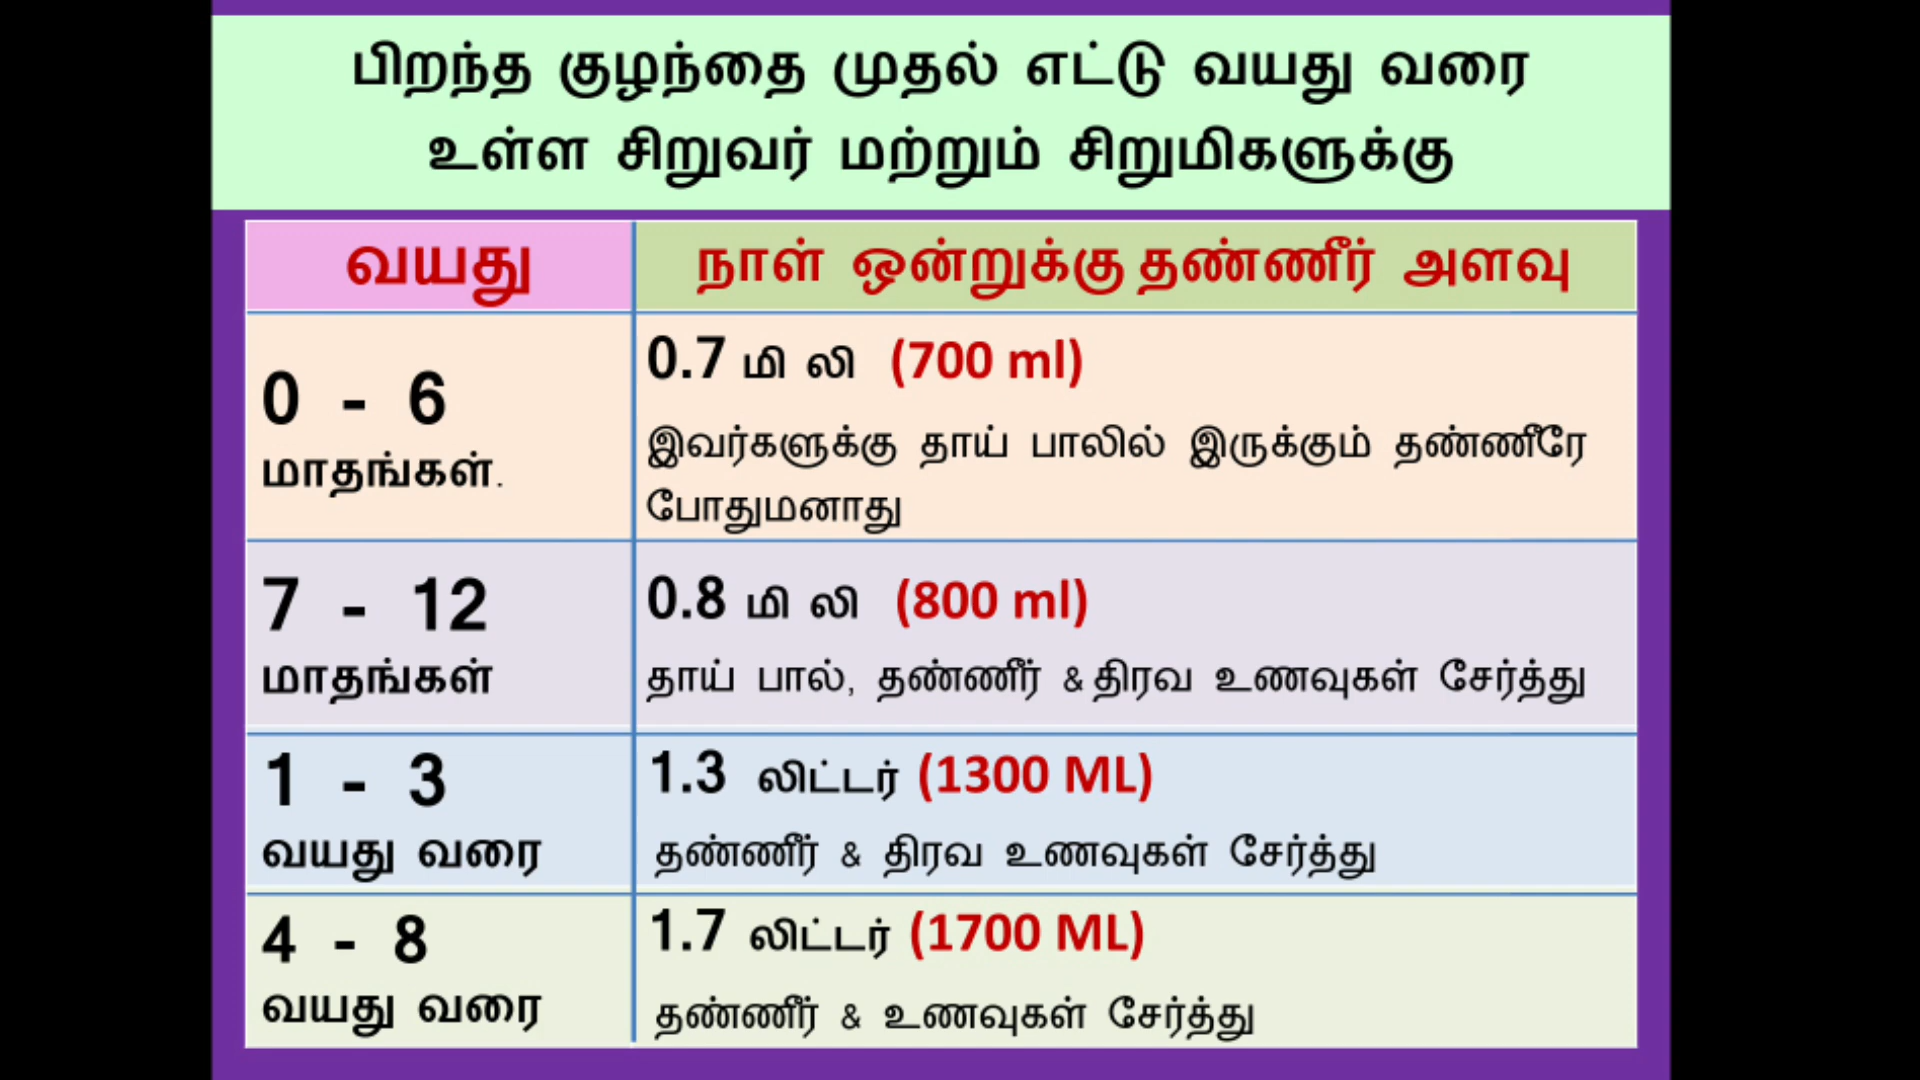 பிறந்த குழந்தை முதல் எட்டு வயது வரை
உள்ள சிறுவர் மற்றும் சிறுமிகளுக்கு
வயது
நாள் ஒன்றுக்கு தண்ணீர் அளவு
0 - 6
மாதங்கள்.
0.7 மி லி (700 ml)
இவர்களுக்கு தாய் பாலில் இருக்கும் தண்ணீரே
போதுமனாது
7 - 12
மாதங்கள்
0.8 மி லி (800 ml)
தாய் பால், தண்ணீர் & திரவ உணவுகள் சேர்த்து
1 - 3
வயது வரை
1.3 லிட்டர் (1300 ML)
தண்ணீர் & திரவ உணவுகள் சேர்த்து
4 - 8
வயது வரை
1.7 லிட்டர் (1700 ML)
தண்ணீர் & உணவுகள் சேர்த்து